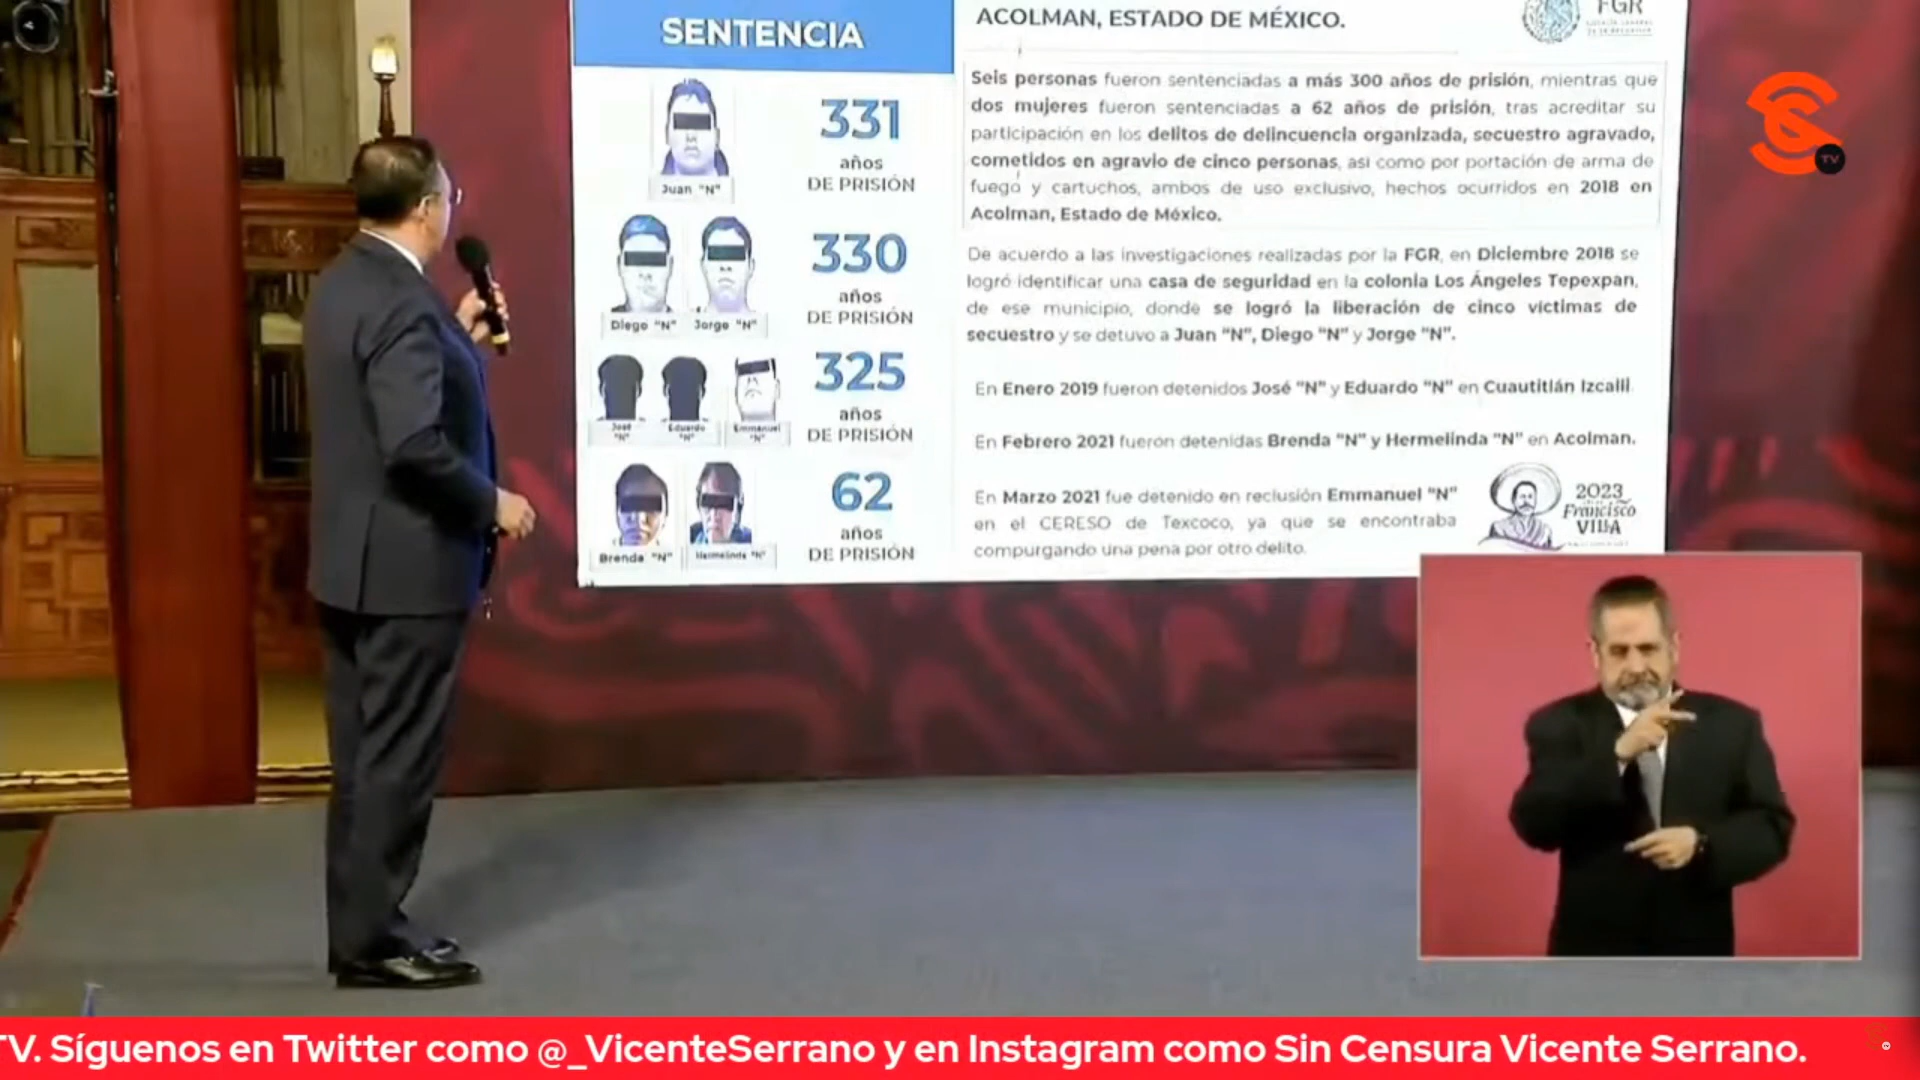 SENTENCIA
331
años
DE PRISIÓN
Juan "N"
330
años
DE PRISIÓN
Diego "N" Jorge "N"
325
años
DE PRISIÓN
José "N" Eduardo "N" Emmanuel "N"
62
años
DE PRISIÓN
Brenda "N" Hermelinda "N"
ACOLMAN, ESTADO DE MÉXICO.
FGR
Seis personas fueron sentenciadas a más 300 años de prisión, mientras que
dos mujeres fueron sentenciadas a 62 años de prisión, tras acreditar su
participación en los delitos de delincuencia organizada, secuestro agravado,
cometidos en agravio de cinco personas, así como por portación de arma de
fuego y cartuchos, ambos de uso exclusivo, hechos ocurridos en 2018 en
Acolman, Estado de México.
De acuerdo a las investigaciones realizadas por la FGR, en Diciembre 2018 se
logró identificar una casa de seguridad en la colonia Los Ángeles Tepexpan,
de ese municipio, donde se logró la liberación de cinco víctimas de
secuestro y se detuvo a Juan "N", Diego "N" y Jorge "N".
En Enero 2019 fueron detenidos José "N" y Eduardo "N" en Cuautitlán Izcalli.
En Febrero 2021 fueron detenidas Brenda "N" y Hermelinda "N" en Acolman.
En Marzo 2021 fue detenido en reclusión Emmanuel "N"
en el CERESO de Texcoco, ya que se encontraba
compurgando una pena por otro delito.
2023
Francisco
VILLA
TV
TV. Síguenos en Twitter como @_VicenteSerrano y en Instagram como Sin Censura Vicente Serrano.